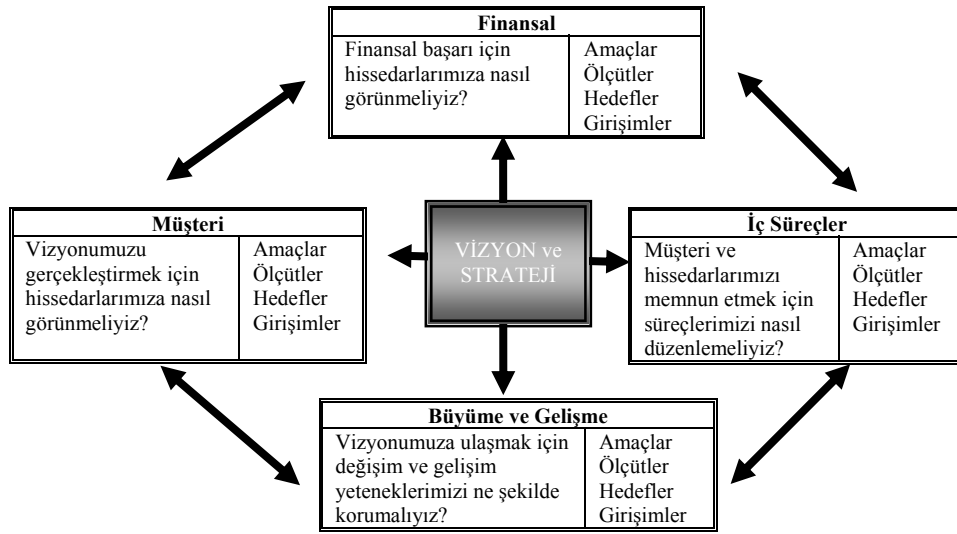 Finansal
Finansal başarı için
hissedarlarımıza nasıl
görünmeliyiz?
Amaçlar
Ölçütler
Hedefler
Girişimler
Müşteri
Vizyonumuzu
gerçekleştirmek için
hissedarlarımıza nasıl
görünmeliyiz?
Amaçlar
Ölçütler
Hedefler
Girişimler
VİZYON ve
STRATEJİ
İç Süreçler
Müşteri ve
hissedarlarımızı
memnun etmek için
süreçlerimizi nasıl
düzenlemeliyiz?
Amaçlar
Ölçütler
Hedefler
Girişimler
Büyüme ve Gelişme
Vizyonumuza ulaşmak için
değişim ve gelişim
yeteneklerimizi ne şekilde
korumalıyız?
Amaçlar
Ölçütler
Hedefler
Girişimler